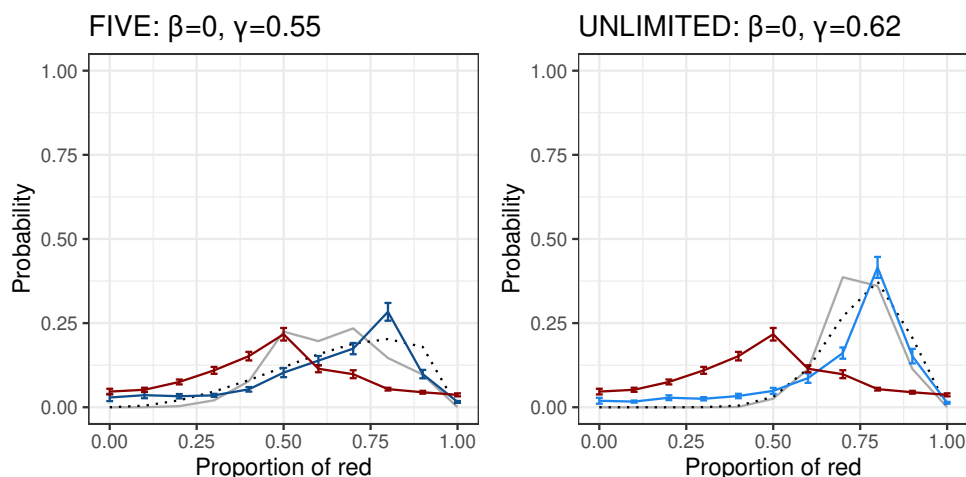 FIVE: β=0, γ=0.55
UNLIMITED: β=0, γ=0.62
1.00
0.75
0.50
0.25
0.00
Probability
0.00 0.25 0.50 0.75 1.00
Proportion of red
1.00
0.75
0.50
0.25
0.00
Probability
0.00 0.25 0.50 0.75 1.00
Proportion of red